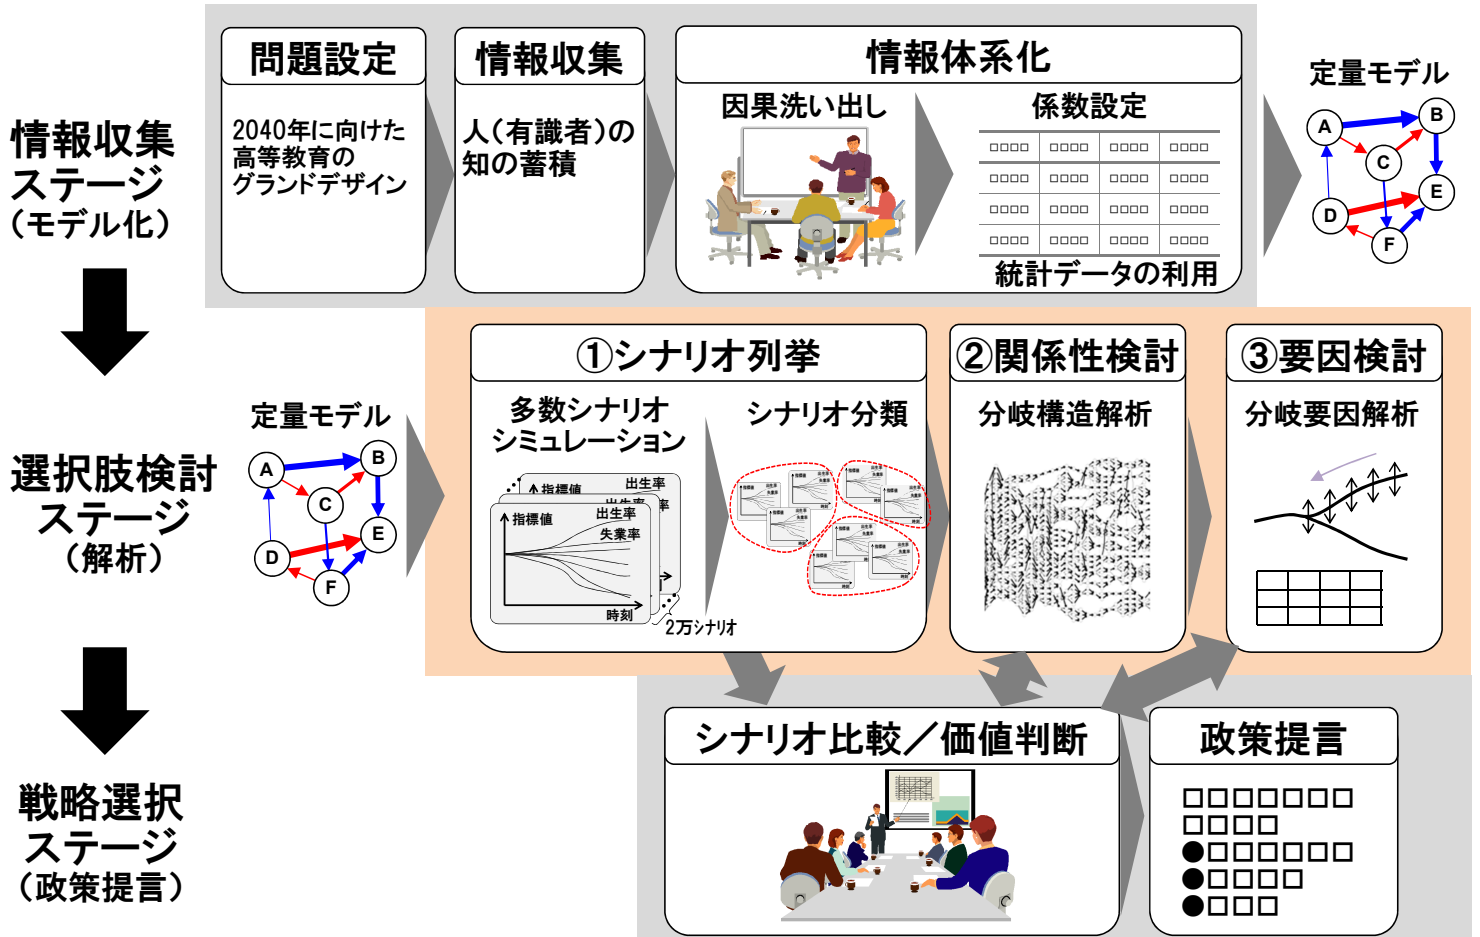 情報収集
ステージ
（モデル化）
問題設定
2040年に向けた
高等教育の
グランドデザイン
情報収集
人（有識者）の
知の蓄積
情報体系化
因果洗い出し
係数設定
□□□□ □□□□ □□□□ □□□□
□□□□ □□□□ □□□□ □□□□
□□□□ □□□□ □□□□ □□□□
□□□□ □□□□ □□□□ □□□□
統計データの利用
定量モデル
A
B
C
D
E
F
選択肢検討
ステージ
（解析）
定量モデル
A
B
C
D
E
F
①シナリオ列挙
多数シナリオ
シミュレーション
指標値
出生率
指標値
出生率
失業率
時刻
2万シナリオ
シナリオ分類
②関係性検討
分岐構造解析
③要因検討
分岐要因解析
戦略選択
ステージ
（政策提言）
シナリオ比較／価値判断
政策提言
□□□□□□□
□□□□
●□□□□□□
●□□□□
●□□□